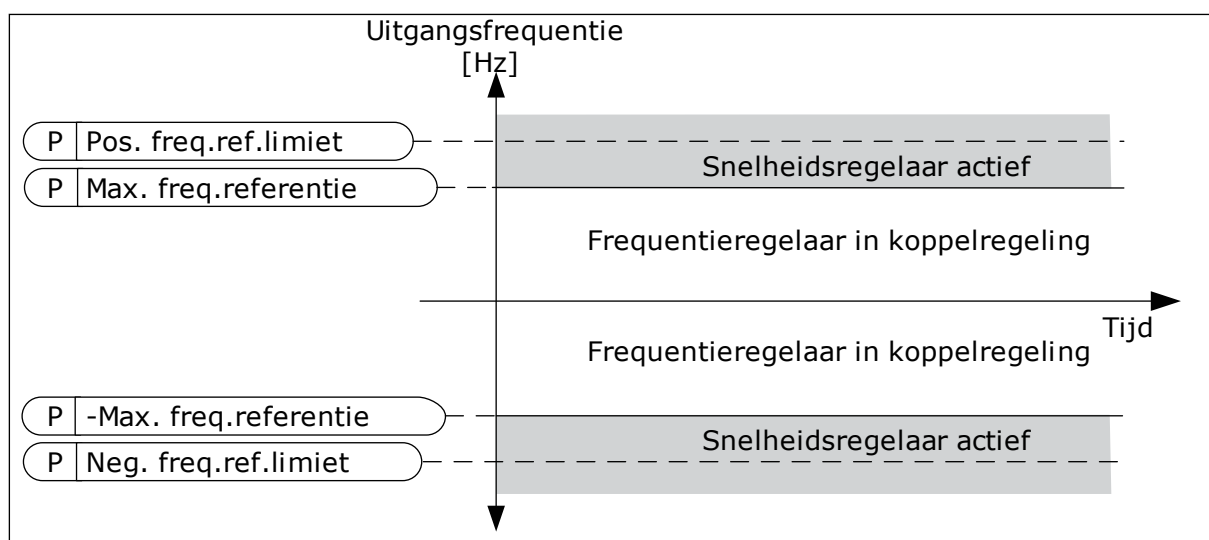 Uitgangsfrequentie
[Hz]
P Pos. freq.ref.limiet
Snelheidsregelaar actief
P Max. freq.referentie
Frequentieregelaar in koppelregeling
Tijd
Frequentieregelaar in koppelregeling
P -Max. freq.referentie
Snelheidsregelaar actief
P Neg. freq.ref.limiet